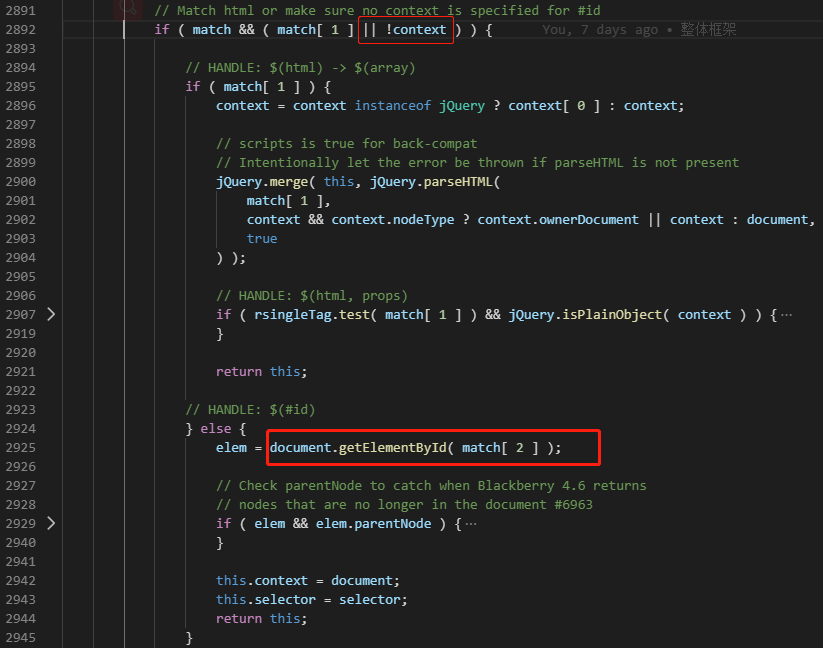 2891 // Match html or make sure no context is specified for #id
2892 if ( match && ( match[ 1 ] || !context ) ) { You, 7 days ago • 整体框架
2893
2894 // HANDLE: $(html) -> $(array)
2895 if ( match[ 1 ] ) {
2896 context = context instanceof jQuery ? context[ 0 ] : context;
2897
2898 // scripts is true for back-compat
2899 // Intentionally let the error be thrown if parseHTML is not present
2900 jQuery.merge( this, jQuery.parseHTML(
2901 match[ 1 ],
2902 context && context.nodeType ? context.ownerDocument || context : document,
2903 true
2904 ) );
2905
2906 // HANDLE: $(html, props)
2907 if ( rsingleTag.test( match[ 1 ] ) && jQuery.isPlainObject( context ) ) { ···
2919 }
2920
2921 return this;
2922
2923 // HANDLE: $(#id)
2924 } else {
2925 elem = document.getElementById( match[ 2 ] );
2926
2927 // Check parentNode to catch when Blackberry 4.6 returns
2928 // nodes that are no longer in the document #6963
2929 if ( elem && elem.parentNode ) { ···
2940 }
2941
2942 this.context = document;
2943 this.selector = selector;
2944 return this;
2945 }